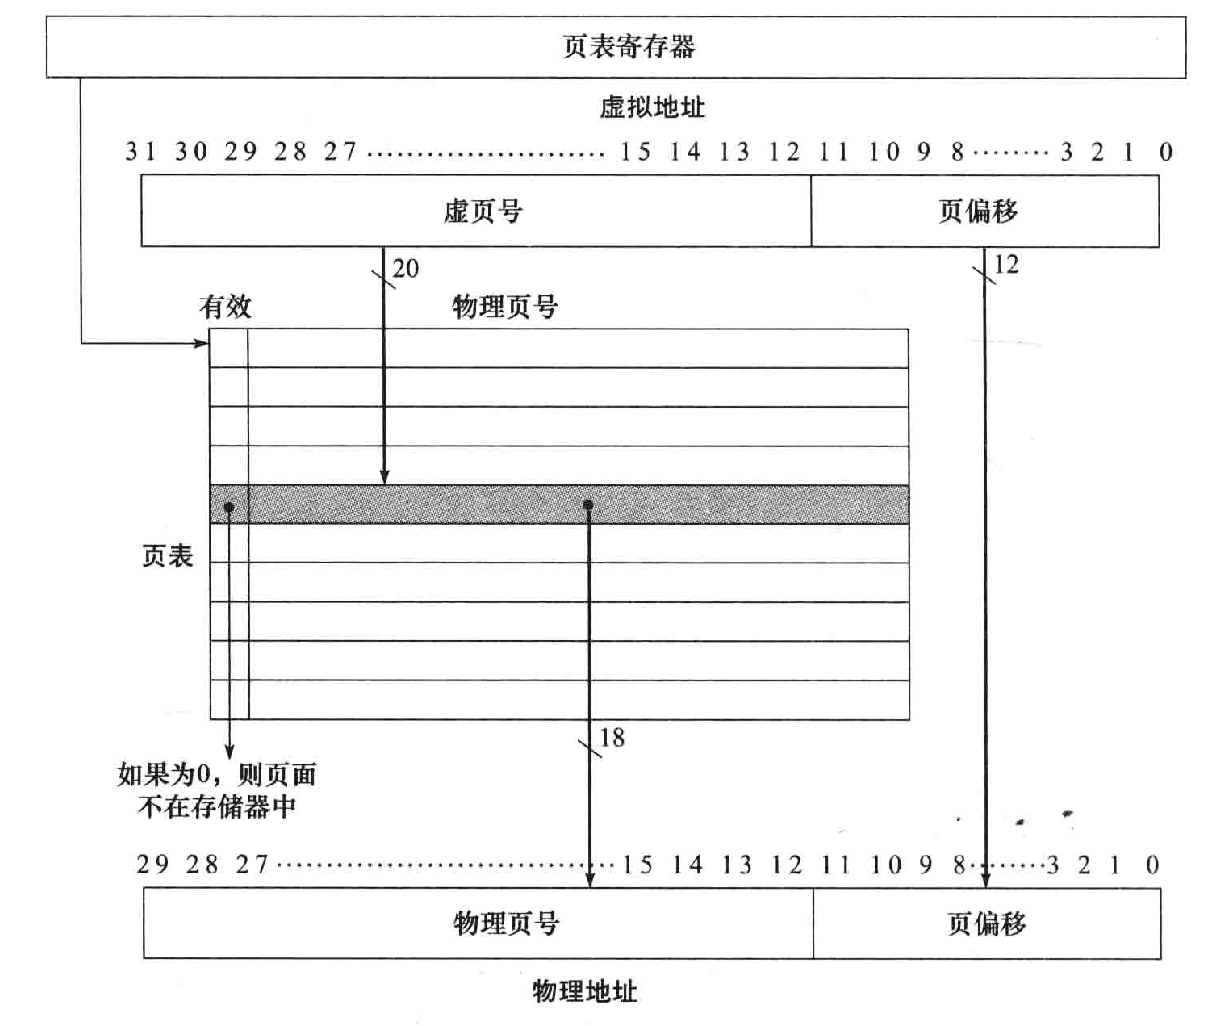 页表寄存器
虚拟地址
31 30 29 28 27 ························ 15 14 13 12 11 10 9 8 ········ 3 2 1 0
虚页号 页偏移
20 12
有效 物理页号
页表
18
如果为0，则页面
不在存储器中
29 28 27 ·································· 15 14 13 12 11 10 9 8 ········ 3 2 1 0
物理页号 页偏移
物理地址